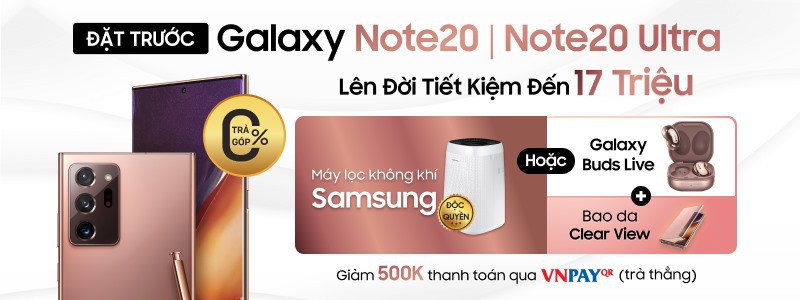 ĐẶT TRƯỚC Galaxy Note20 | Note20 Ultra
Lên Đời Tiết Kiệm Đến 17 Triệu
TRẢ GÓP 0%
Máy lọc không khí
Samsung
ĐỘC QUYỀN
Hoặc
Galaxy
Buds Live
+
Bao da
Clear View
Giảm 500K thanh toán qua VNPAYQR (trả thẳng)